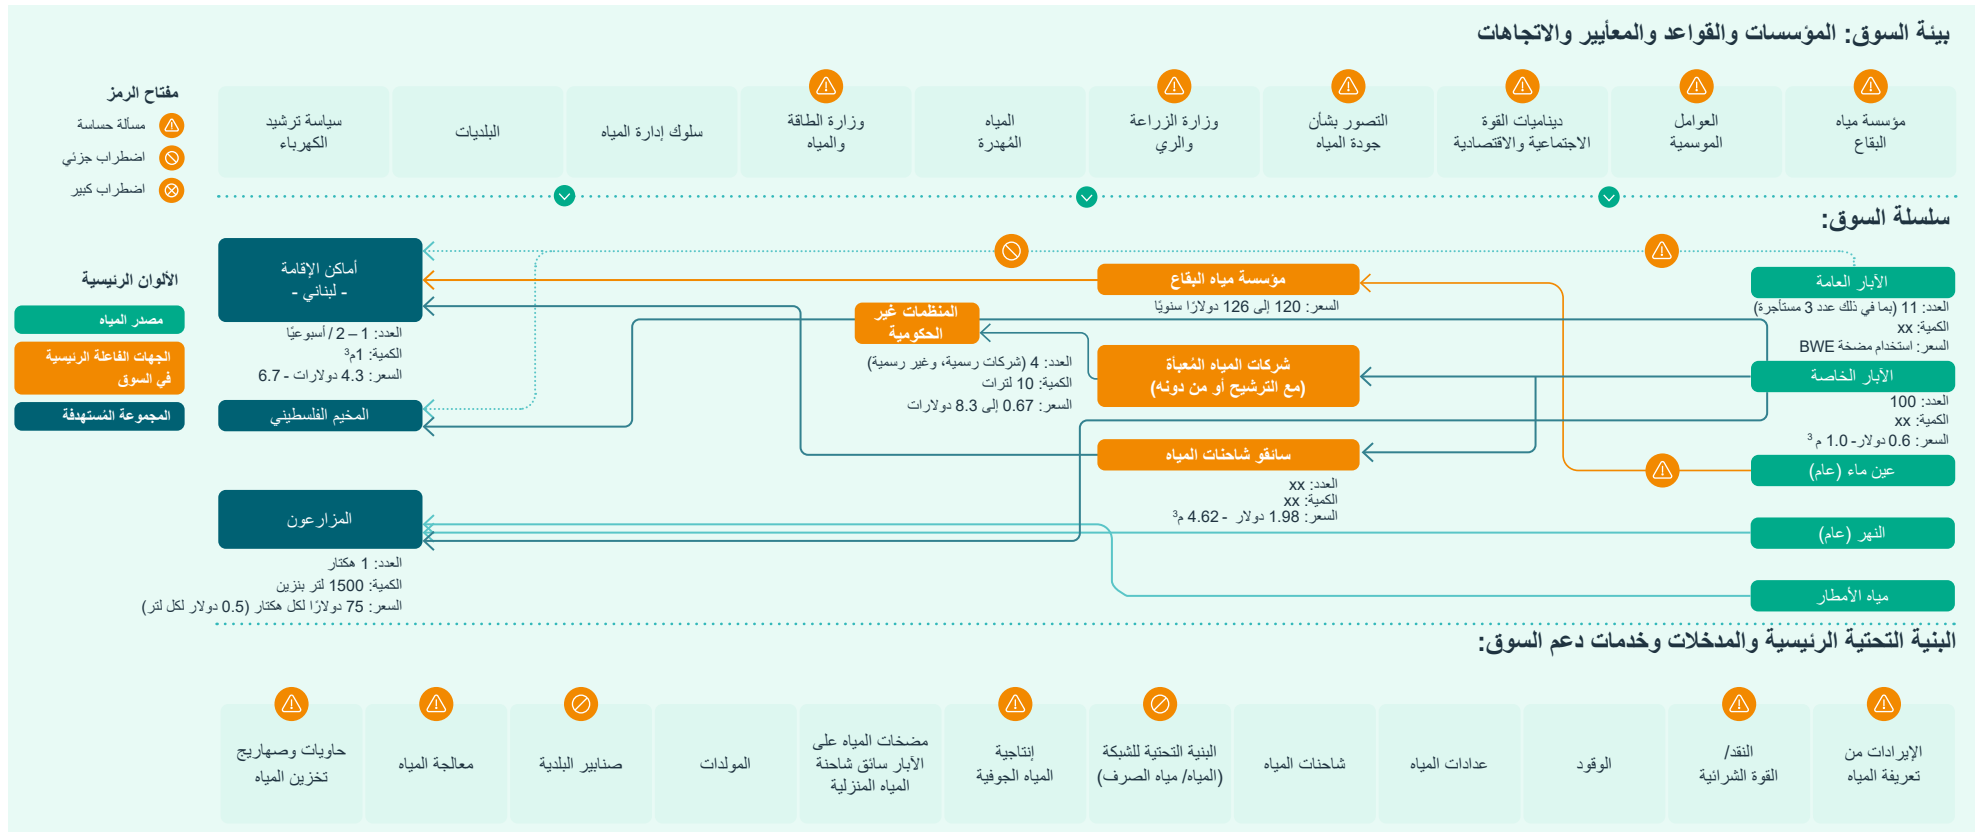 بيئة السوق: المؤسسات والقواعد والمعايير والاتجاهات
مؤسسة مياه
البقاع
العوامل
الموسمية
ديناميات القوة
الاجتماعية والاقتصادية
التصور بشأن
جودة المياه
وزارة الزراعة
والري
المياه
المُهدرة
وزارة الطاقة
والمياه
سلوك إدارة المياه
البلديات
سياسة ترشيد
الكهرباء
مفتاح الرمز
مسألة حساسة
اضطراب جزئي
اضطراب كبير
سلسلة السوق:
الآبار العامة
العدد: 11 (بما في ذلك عدد 3 مستأجرة)
الكمية: xx
السعر: استخدام مضخة BWE
الآبار الخاصة
العدد: 100
الكمية: xx
السعر: 0.6 دولار- 1.0 م ³
عين ماء (عام)
النهر (عام)
مياه الأمطار
مؤسسة مياه البقاع
السعر: 120 إلى 126 دولارًا سنويًا
شركات المياه المُعبأة
(مع الترشيح أو من دونه)
سائقو شاحنات المياه
العدد: xx
الكمية: xx
السعر: 1.98 دولار - 4.62 م³
المنظمات غير
الحكومية
العدد: 4 (شركات رسمية، وغير رسمية)
الكمية: 10 لترات
السعر: 0.67 إلى 8.3 دولارات
أماكن الإقامة
- لبناني -
العدد: 1 – 2 / أسبوعيًا
الكمية: 1م³
السعر: 4.3 دولارات - 6.7
المخيم الفلسطيني
المزارعون
العدد: 1 هكتار
الكمية: 1500 لتر بنزين
السعر: 75 دولارًا لكل هكتار (0.5 دولار لكل لتر)
الألوان الرئيسية
مصدر المياه
الجهات الفاعلة الرئيسية
في السوق
المجموعة المُستهدفة
البنية التحتية الرئيسية والمدخلات وخدمات دعم السوق:
الإيرادات من
تعريفة المياه
النقد/
القوة الشرائية
الوقود
عدادات المياه
شاحنات المياه
البنية التحتية للشبكة
(المياه/ مياه الصرف)
إنتاجية
المياه الجوفية
مضخات المياه على
الآبار سائق شاحنة
المياه المنزلية
المولدات
صنابير البلدية
معالجة المياه
حاويات وصهاريج
تخزين المياه